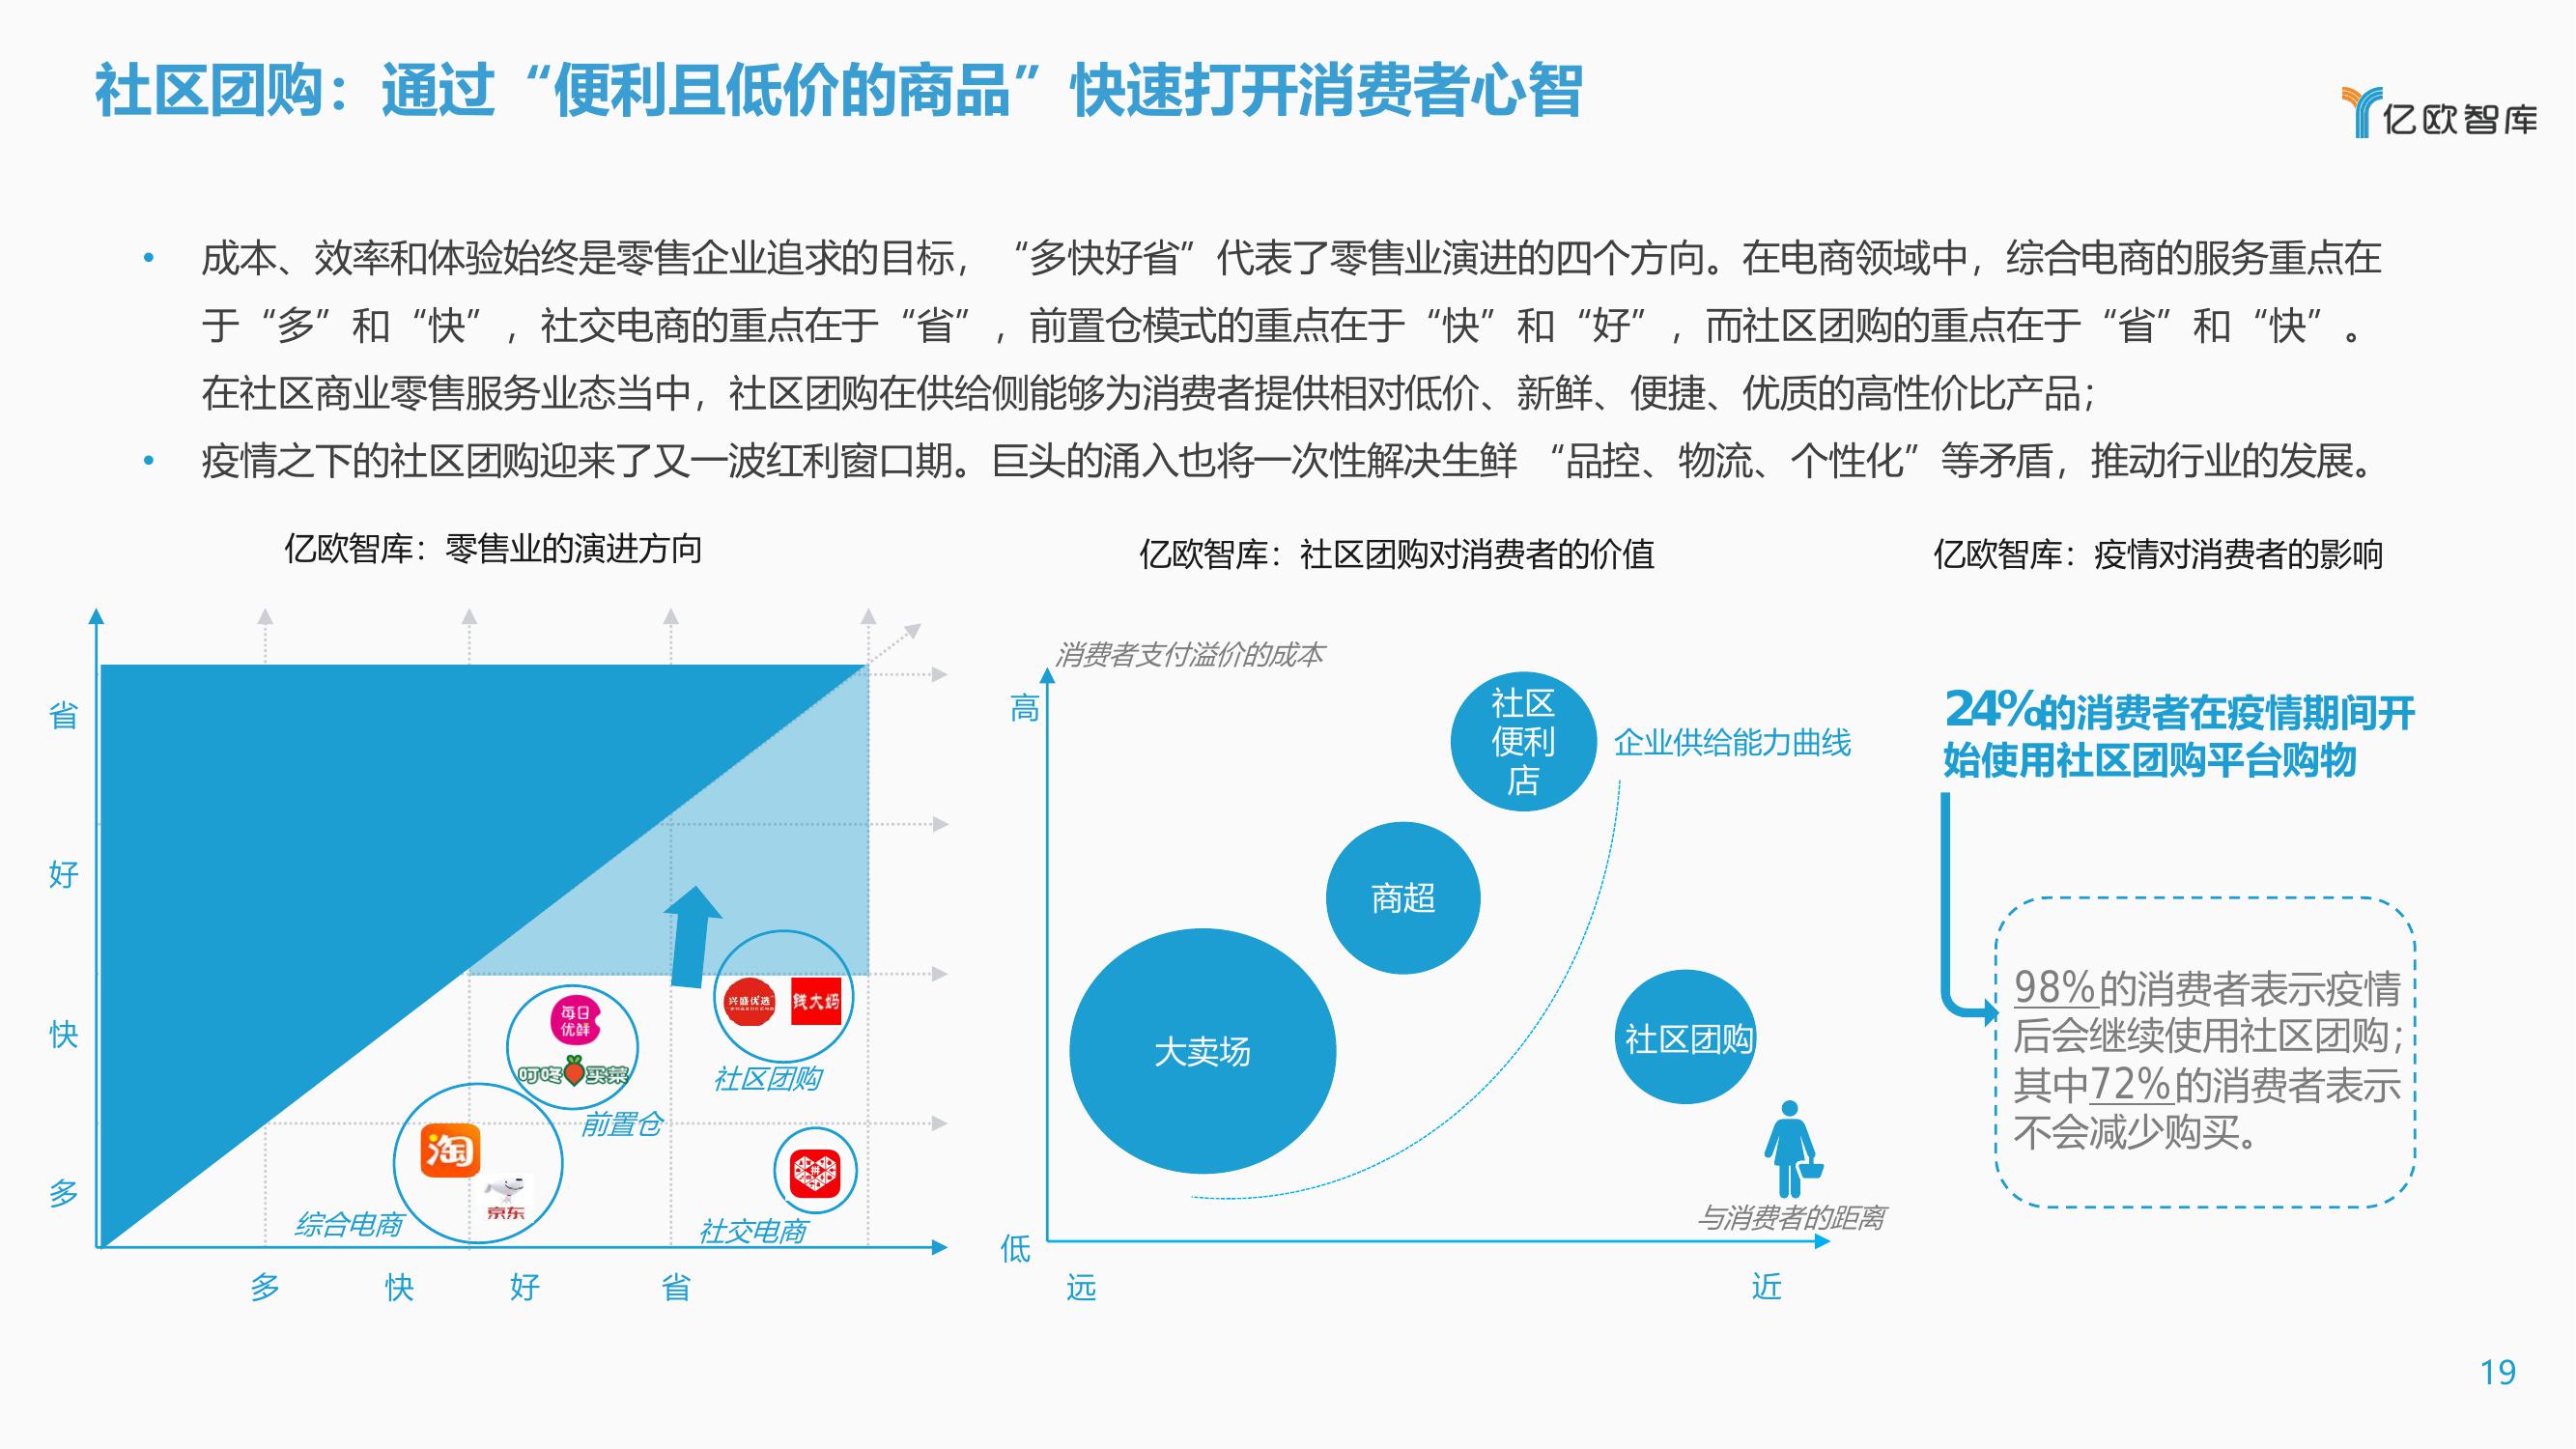 社区团购：通过“便利且低价的商品”快速打开消费者心智
亿欧智库
• 成本、效率和体验始终是零售企业追求的目标，“多快好省”代表了零售业演进的四个方向。在电商领域中，综合电商的服务重点在
于“多”和“快”，社交电商的重点在于“省”，前置仓模式的重点在于“快”和“好”，而社区团购的重点在于“省”和“快”。
在社区商业零售服务业态当中，社区团购在供给侧能够为消费者提供相对低价、新鲜、便捷、优质的高性价比产品；
• 疫情之下的社区团购迎来了又一波红利窗口期。巨头的涌入也将一次性解决生鲜“品控、物流、个性化”等矛盾，推动行业的发展。
亿欧智库：零售业的演进方向
省
好
快
多
兴盛优选
钱大妈
社区团购
每日
优鲜
叮咚买菜
前置仓
淘
京东
综合电商
拼
社交电商
多 快 好 省
亿欧智库：社区团购对消费者的价值
消费者支付溢价的成本
高
社区
便利
店
企业供给能力曲线
商超
大卖场
社区团购
与消费者的距离
低
远 近
亿欧智库：疫情对消费者的影响
24%的消费者在疫情期间开
始使用社区团购平台购物
98%的消费者表示疫情
后会继续使用社区团购；
其中72%的消费者表示
不会减少购买。
19